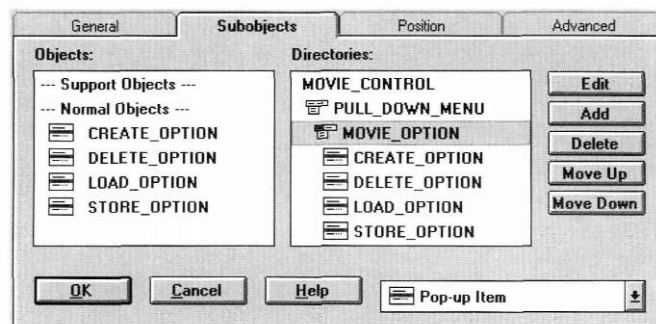 General Subobjects Position Advanced
Objects: Directories:
--- Support Objects ---
--- Normal Objects ---
CREATE_OPTION
DELETE_OPTION
LOAD_OPTION
STORE_OPTION
MOVIE_CONTROL
PULL_DOWN_MENU
MOVIE_OPTION
CREATE_OPTION
DELETE_OPTION
LOAD_OPTION
STORE_OPTION
Edit
Add
Delete
Move Up
Move Down
OK Cancel Help Pop-up Item